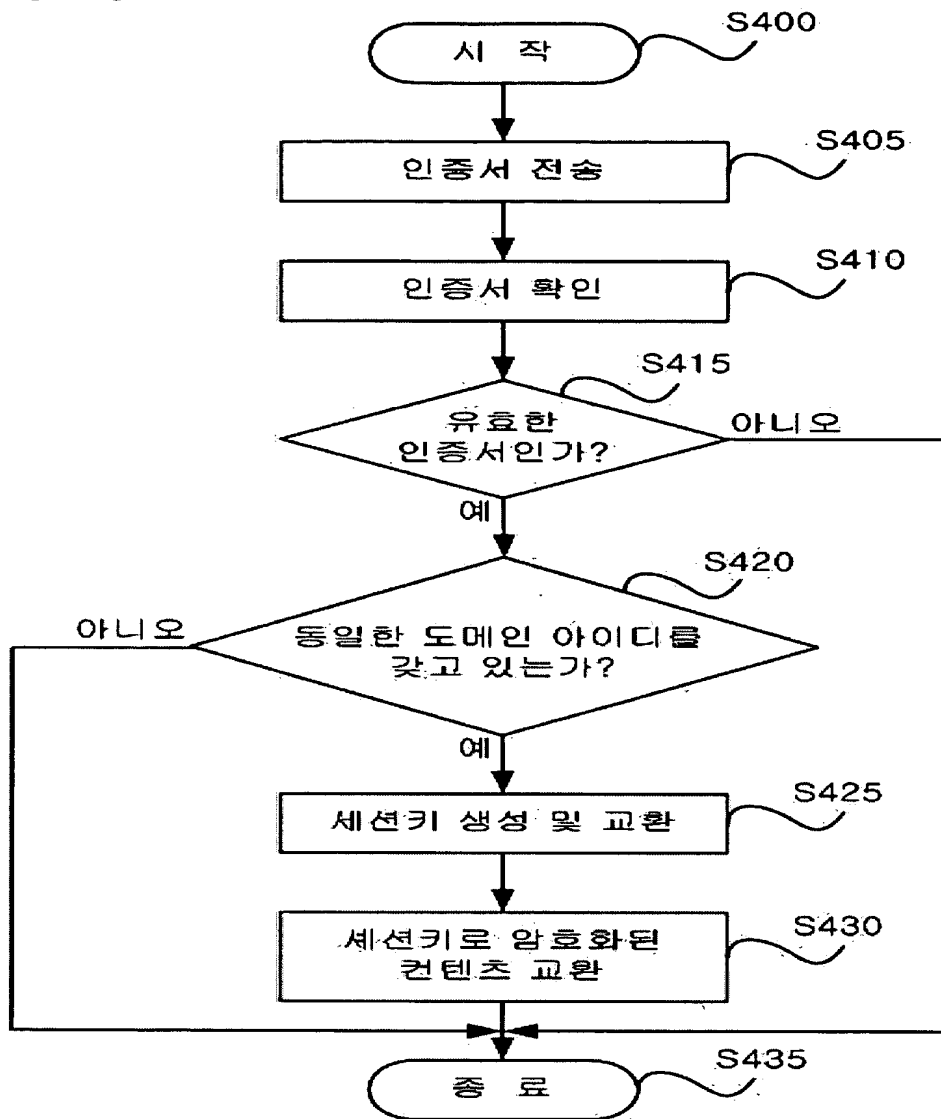 S400
시 작
S405
인증서 전송
S410
인증서 확인
S415
유효한
인증서인가?
아니오
예
S420
아니오
동일한 도메인 아이디를
갖고 있는가?
예
S425
세션키 생성 및 교환
S430
세션키로 암호화된
컨텐츠 교환
S435
종 료